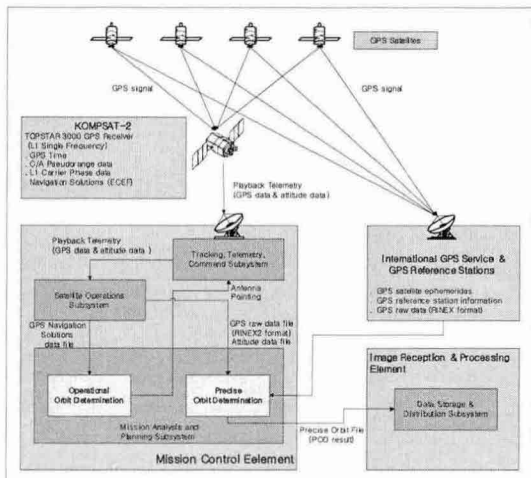 GPS Satellites
GPS signal
GPS signal
KOMPSAT-2
TOPSTAR 3000 GPS Receiver
(L1 Single Frequency)
. GPS Time
. C/A Pseudorange data
. L1 Carrier Phase data
Navigation Solutions (ECEF)
Playback Telemetry
(GPS data & attitude data)
Playback Telemetry
(GPS data & attitude data )
Tracking, Telemetry,
Command Subsystem
International GPS Service &
GPS Reference Stations
. GPS satellite ephemerides
. GPS reference station information
. GPS raw data (RINEX format)
Satellite Operations
Subsystem
Antenna
Pointing
GPS Navigation
Solutions
data file
GPS raw data file
(RINEX2 format)
Attitude data file
Image Reception & Processing
Element
Operational
Orbit Determination
Precise
Orbit Determination
Data Storage &
Distribution Subsystem
Mission Analysis and
Planning Subsystem
Precise Orbit File
(POD result)
Mission Control Eelement